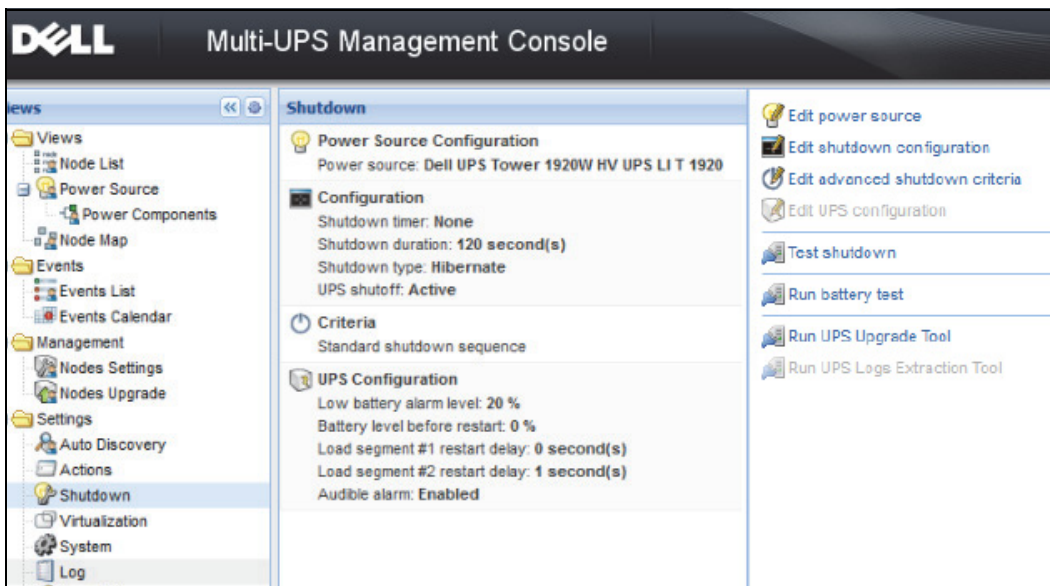 DELL
Multi-UPS Management Console
iews
Views
Node List
Power Source
Power Components
Node Map
Events
Events List
Events Calendar
Management
Nodes Settings
Nodes Upgrade
Settings
Auto Discovery
Actions
Shutdown
Virtualization
System
Log
Shutdown
Power Source Configuration
Power source: Dell UPS Tower 1920W HV UPS LI T 1920
Configuration
Shutdown timer: None
Shutdown duration: 120 second(s)
Shutdown type: Hibernate
UPS shutoff: Active
Criteria
Standard shutdown sequence
UPS Configuration
Low battery alarm level: 20 %
Battery level before restart: 0 %
Load segment #1 restart delay: 0 second(s)
Load segment #2 restart delay: 1 second(s)
Audible alarm: Enabled
Edit power source
Edit shutdown configuration
Edit advanced shutdown criteria
Edit UPS configuration
Test shutdown
Run battery test
Run UPS Upgrade Tool
Run UPS Logs Extraction Tool